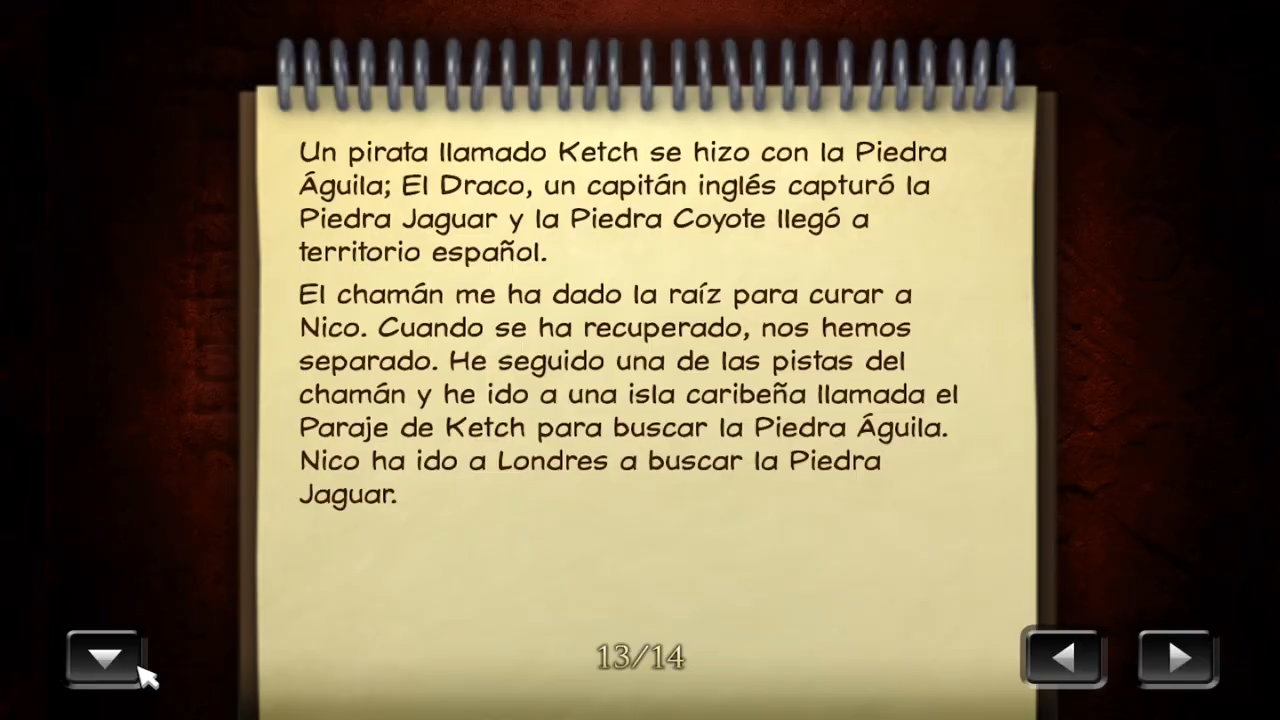 Un pirata llamado Ketch se hizo con la Piedra
Águila; El Draco, un capitán inglés capturó la
Piedra Jaguar y la Piedra Coyote llegó a
territorio español.
El chamán me ha dado la raíz para curar a
Nico. Cuando se ha recuperado, nos hemos
separado. He seguido una de las pistas del
chamán y he ido a una isla caribeña llamada el
Paraje de Ketch para buscar la Piedra Águila.
Nico ha ido a Londres a buscar la Piedra
Jaguar.
13/14